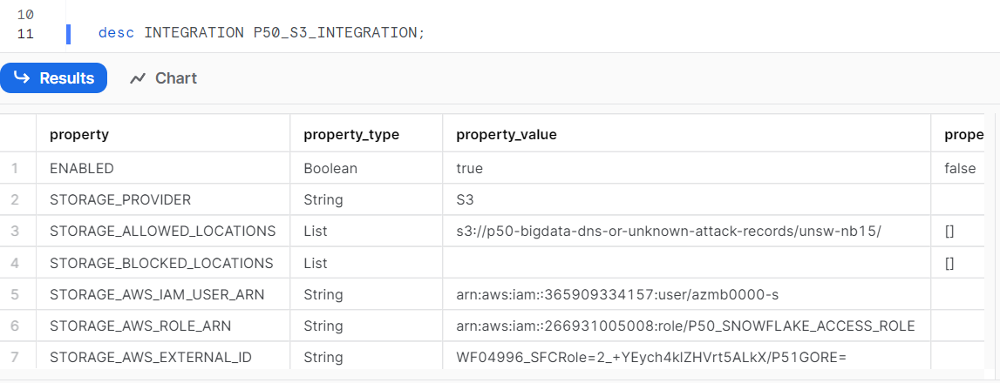 10
11 desc INTEGRATION P50_S3_INTEGRATION;
Results Chart
property property_type property_value prope
1 ENABLED Boolean true false
2 STORAGE_PROVIDER String S3
3 STORAGE_ALLOWED_LOCATIONS List s3://p50-bigdata-dns-or-unknown-attack-records/unsw-nb15/ []
4 STORAGE_BLOCKED_LOCATIONS List []
5 STORAGE_AWS_IAM_USER_ARN String arn:aws:iam::365909334157:user/azmb0000-s
6 STORAGE_AWS_ROLE_ARN String arn:aws:iam::266931005008:role/P50_SNOWFLAKE_ACCESS_ROLE
7 STORAGE_AWS_EXTERNAL_ID String WF04996_SFCRole=2_+YEych4klZHVrt5ALkX/P51GORE=